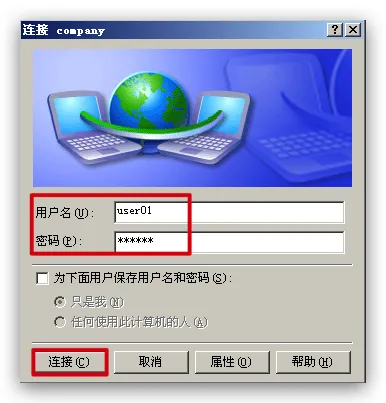 连接 company
用户名(U): user01
密码(P): ******
为下面用户保存用户名和密码(S):
只是我(N)
任何使用此计算机的人(A)
连接(C) 取消 属性(O) 帮助(H)